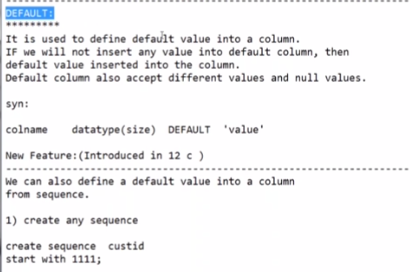 DEFAULT:
*********
It is used to define default value into a column.
IF we will not insert any value into default column, then
default value inserted into the column.
Default column also accept different values and null values.
syn:
colname    datatype(size)  DEFAULT  'value'
New Feature:(Introduced in 12 c )
----------------------------------------------------------------
We can also define a default value into a column
from sequence.
1) create any sequence
create sequence  custid
start with 1111;